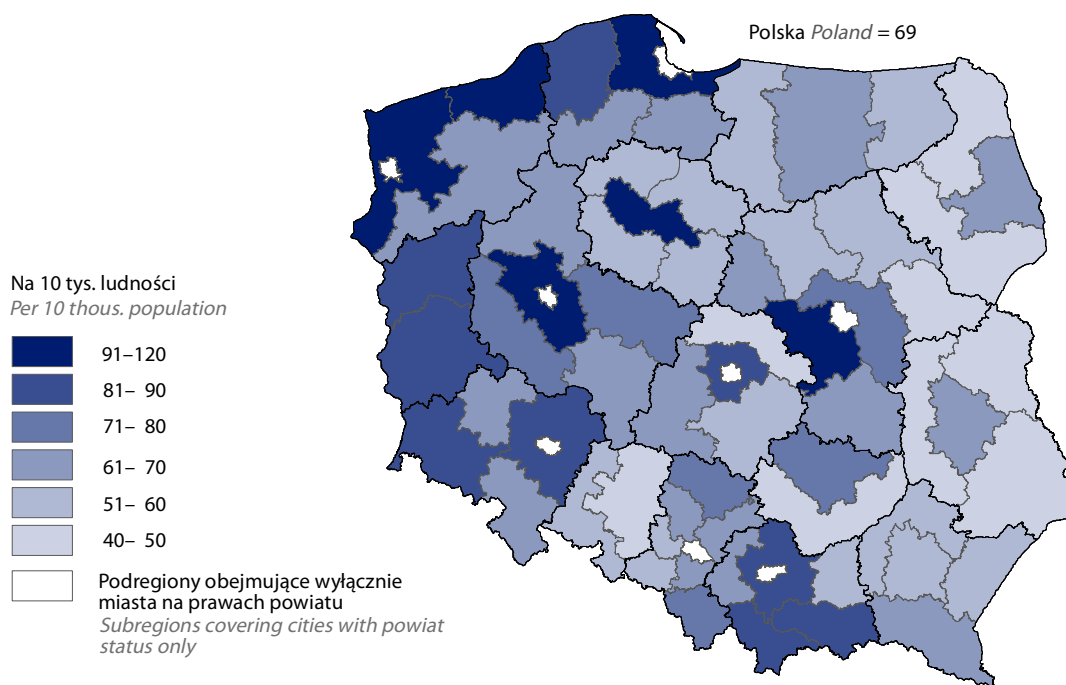 Polska Poland = 69
Na 10 tys. ludności
Per 10 thous. population
91–120
81– 90
71– 80
61– 70
51– 60
40– 50
Podregiony obejmujące wyłącznie
miasta na prawach powiatu
Subregions covering cities with powiat
status only